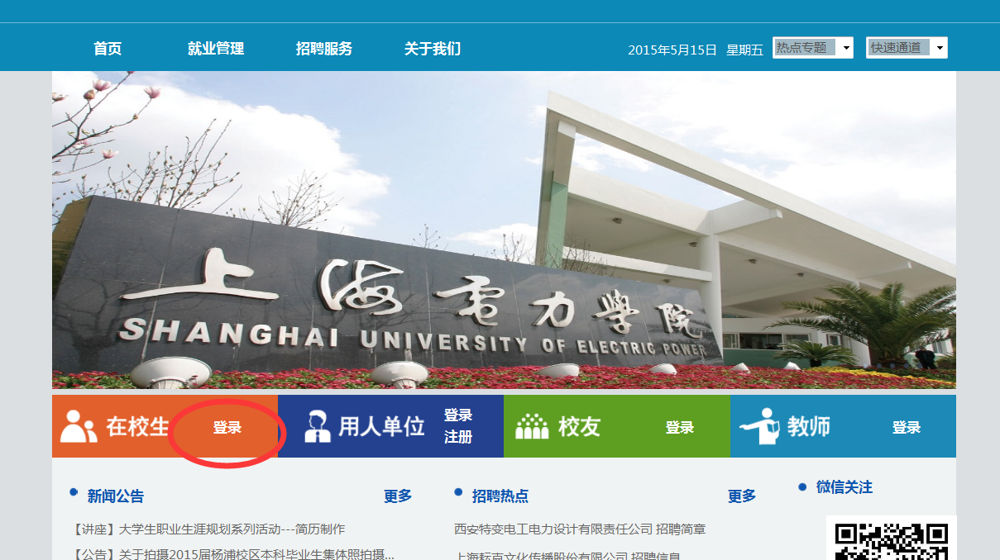 首页 就业管理 招聘服务 关于我们 2015年5月15日 星期五 热点专题 快速通道
上海电力学院
SHANGHAI UNIVERSITY OF ELECTRIC POWER
在校生 登录
用人单位 登录
注册
校友 登录
教师 登录
新闻公告 更多
招聘热点 更多
微信关注
【讲座】大学生职业生涯规划系列活动---简历制作
【公告】关于拍摄2015届杨浦校区本科毕业生集体照拍摄...
西安特变电工电力设计有限责任公司 招聘简章
上海耘克文化传播股份有限公司 招聘信息